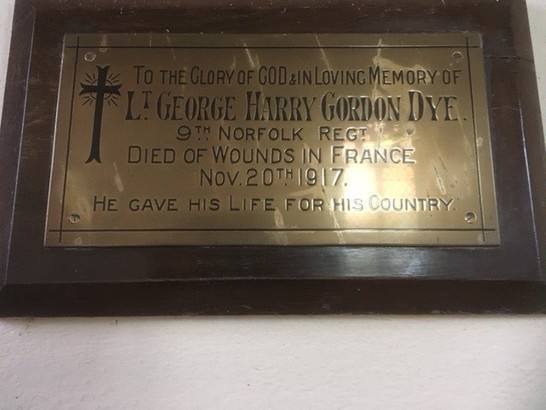 TO THE GLORY OF GOD & IN LOVING MEMORY OF
LT GEORGE HARRY GORDON DYE.
9TH NORFOLK REGT.
DIED OF WOUNDS IN FRANCE
NOV. 20TH 1917.
HE GAVE HIS LIFE FOR HIS COUNTRY.